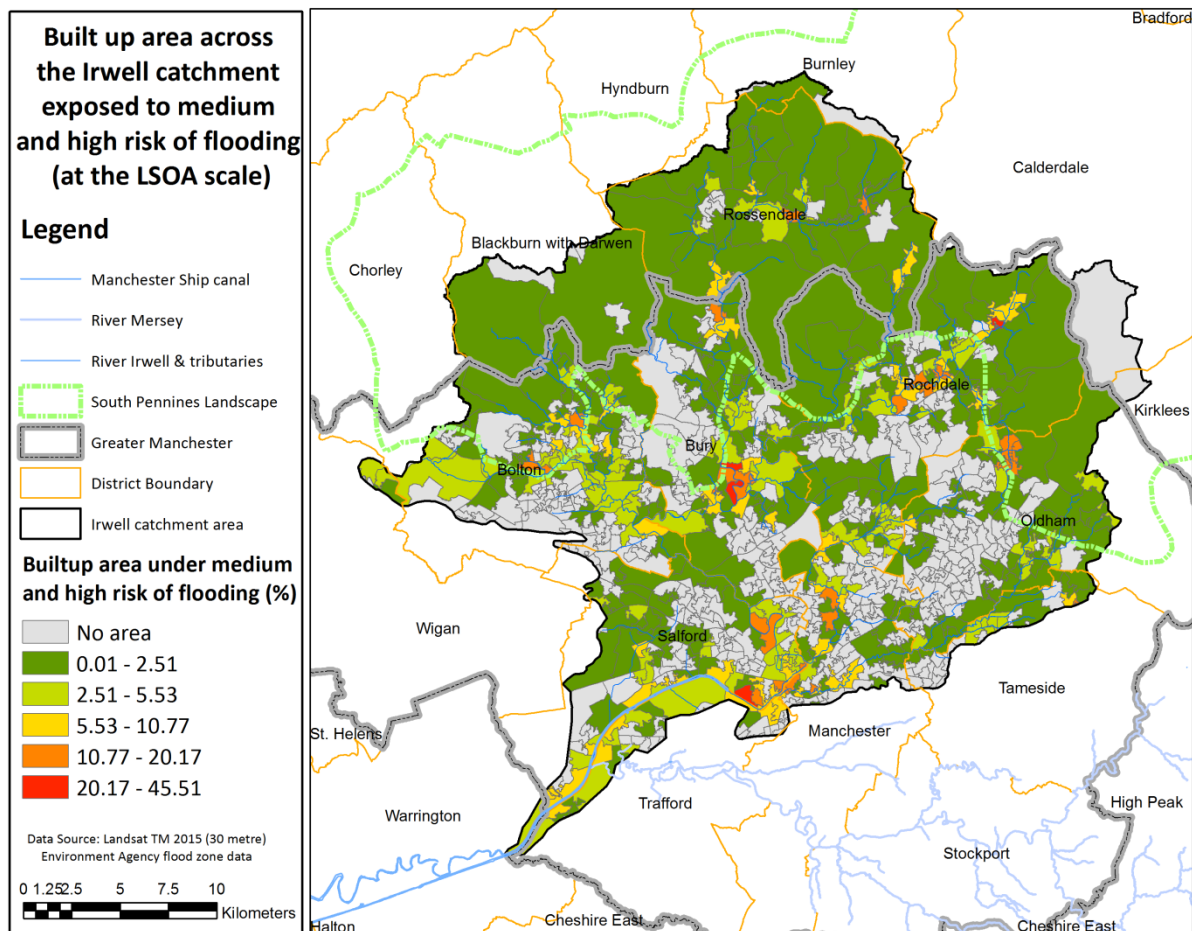 Built up area across
the Irwell catchment
exposed to medium
and high risk of flooding
(at the LSOA scale)
Legend
Manchester Ship canal
River Mersey
River Irwell & tributaries
South Pennines Landscape
Greater Manchester
District Boundary
Irwell catchment area
Builtup area under medium
and high risk of flooding (%)
No area
0.01 - 2.51
2.51 - 5.53
5.53 - 10.77
10.77 - 20.17
20.17 - 45.51
Data Source: Landsat TM 2015 (30 metre)
Environment Agency flood zone data
0 1.25 2.5 5 7.5 10
Kilometers
Bradford
Burnley
Hyndburn
Calderdale
Rossendale
Blackburn with Darwen
Chorley
Rochdale
Kirklees
Bury
Bolton
Oldham
Wigan
Salford
Tameside
St. Helens
Manchester
Trafford
High Peak
Warrington
Stockport
Halton
Cheshire East
Cheshire East